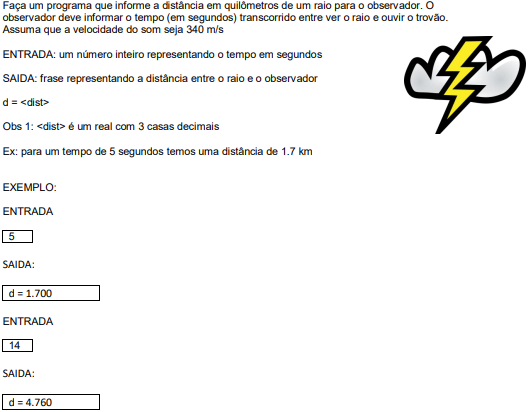 Faça um programa que informe a distância em quilômetros de um raio para o observador. O
observador deve informar o tempo (em segundos) transcorrido entre ver o raio e ouvir o trovão.
Assuma que a velocidade do som seja 340 m/s
ENTRADA: um número inteiro representando o tempo em segundos
SAIDA: frase representando a distância entre o raio e o observador
d = <dist>
Obs 1: <dist> é um real com 3 casas decimais
Ex: para um tempo de 5 segundos temos uma distância de 1.7 km
EXEMPLO:
ENTRADA
5
SAIDA:
d = 1.700
ENTRADA
14
SAIDA:
d = 4.760